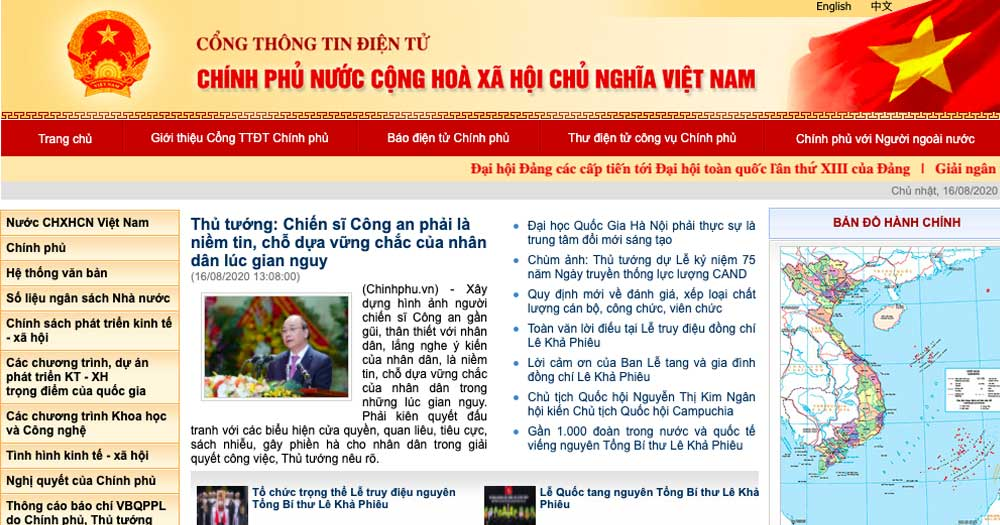 English 中文
CỔNG THÔNG TIN ĐIỆN TỬ
CHÍNH PHỦ NƯỚC CỘNG HOÀ XÃ HỘI CHỦ NGHĨA VIỆT NAM
VIỆT NAM
Trang chủ Giới thiệu Cổng TTĐT Chính phủ Báo điện tử Chính phủ Thư điện tử công vụ Chính phủ Chính phủ với Người ngoài nước
Đại hội Đảng các cấp tiến tới Đại hội toàn quốc lần thứ XIII của Đảng | Giải ngân
Chủ nhật, 16/08/2020
Nước CHXHCN Việt Nam
Chính phủ
Hệ thống văn bản
Số liệu ngân sách Nhà nước
Chính sách phát triển kinh tế
- xã hội
Các chương trình, dự án
phát triển KT - XH
trọng điểm của quốc gia
Các chương trình Khoa học
và Công nghệ
Tình hình kinh tế - xã hội
Nghị quyết của Chính phủ
Thông cáo báo chí VBQPPL
do Chính phủ, Thủ tướng
Thủ tướng: Chiến sĩ Công an phải là
niềm tin, chỗ dựa vững chắc của nhân
dân lúc gian nguy
(16/08/2020 13:08:00)
(Chinhphu.vn) - Xây
dựng hình ảnh người
chiến sĩ Công an gần
gũi, thân thiết với nhân
dân, lắng nghe ý kiến
của nhân dân, là niềm
tin, chỗ dựa vững chắc
của nhân dân trong
những lúc gian nguy.
Phải kiên quyết đấu
tranh với các biểu hiện cửa quyền, quan liêu, tiêu cực,
sách nhiễu, gây phiền hà cho nhân dân trong giải
quyết công việc, Thủ tướng nêu rõ.
Đại học Quốc Gia Hà Nội phải thực sự là
trung tâm đổi mới sáng tạo
Chùm ảnh: Thủ tướng dự Lễ kỷ niệm 75
năm Ngày truyền thống lực lượng CAND
Quy định mới về đánh giá, xếp loại chất
lượng cán bộ, công chức, viên chức
Toàn văn lời điếu tại Lễ truy điệu đồng chí
Lê Khả Phiêu
Lời cảm ơn của Ban Lễ tang và gia đình
đồng chí Lê Khả Phiêu
Chủ tịch Quốc hội Nguyễn Thị Kim Ngân
hội kiến Chủ tịch Quốc hội Campuchia
Gần 1.000 đoàn trong nước và quốc tế
viếng nguyên Tổng Bí thư Lê Khả Phiêu
Tổ chức trọng thể Lễ truy điệu nguyên
Tổng Bí thư Lê Khả Phiêu
Lễ Quốc tang nguyên Tổng Bí thư Lê Khả
Phiêu
BẢN ĐỒ HÀNH CHÍNH